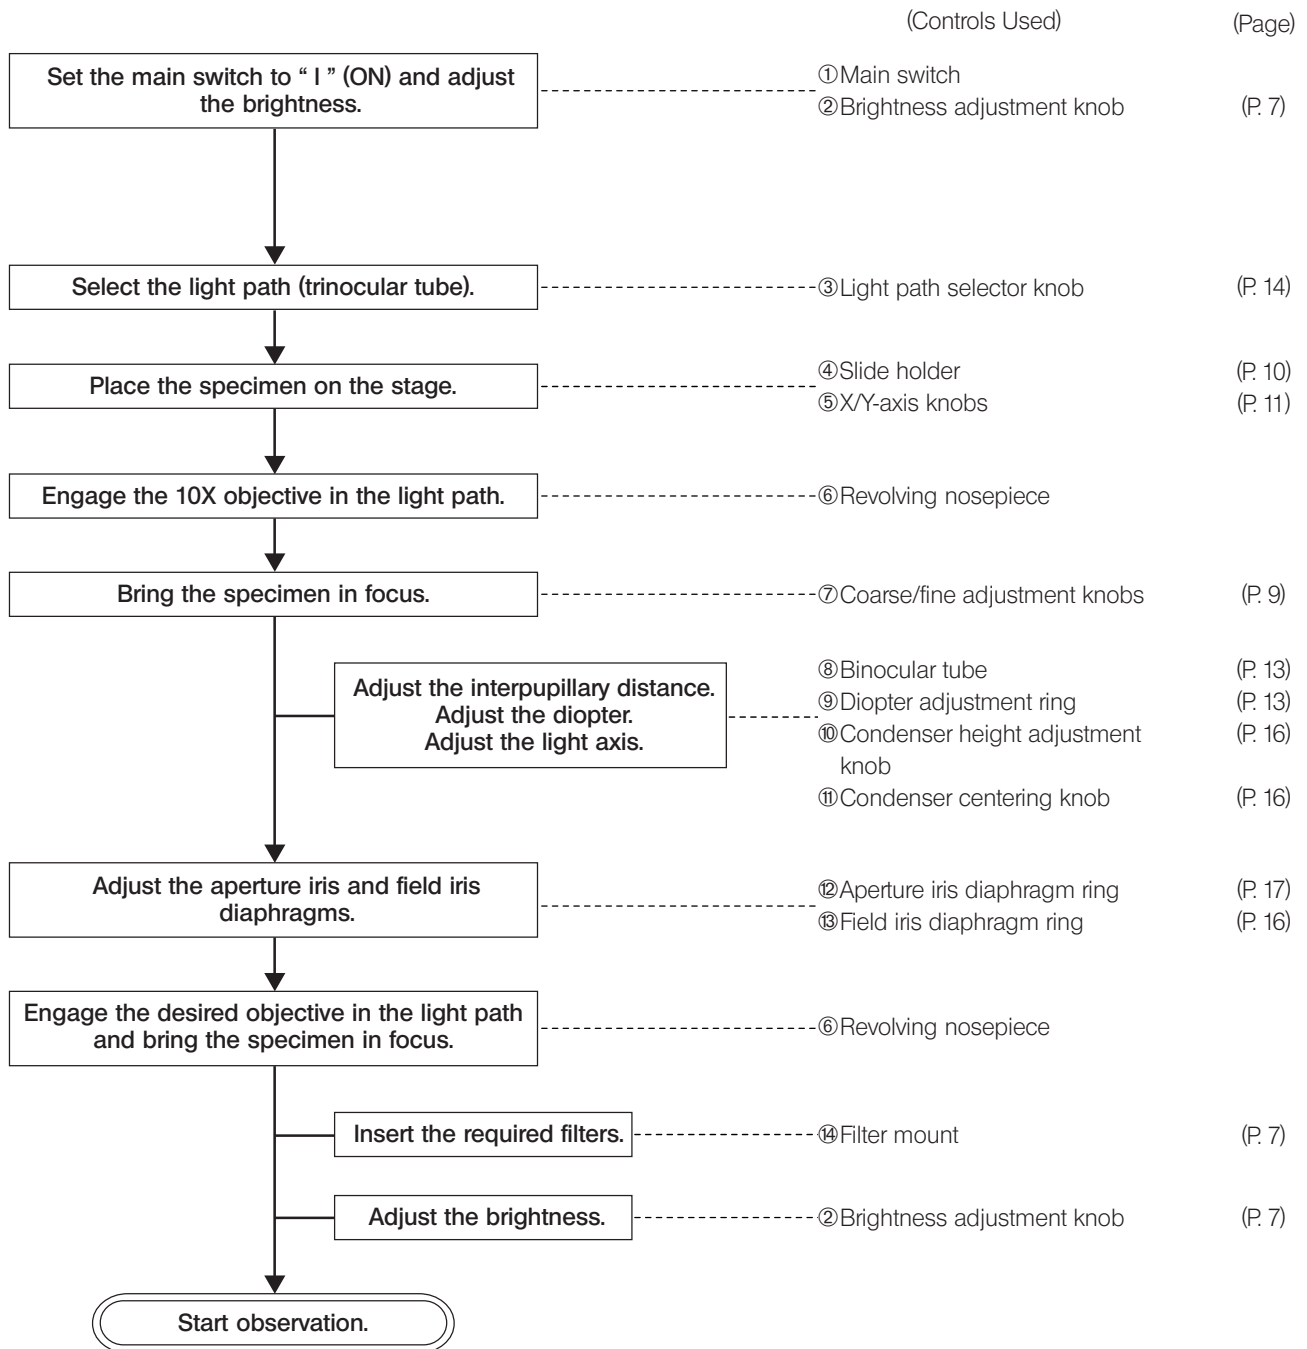 (Controls Used) (Page)
Set the main switch to “ I ” (ON) and adjust
the brightness.
①Main switch
②Brightness adjustment knob (P. 7)
Select the light path (trinocular tube).
③Light path selector knob (P. 14)
Place the specimen on the stage.
④Slide holder (P. 10)
⑤X/Y-axis knobs (P. 11)
Engage the 10X objective in the light path.
⑥Revolving nosepiece
Bring the specimen in focus.
⑦Coarse/fine adjustment knobs (P. 9)
Adjust the interpupillary distance.
Adjust the diopter.
Adjust the light axis.
⑧Binocular tube (P. 13)
⑨Diopter adjustment ring (P. 13)
⑩Condenser height adjustment (P. 16)
knob
⑪Condenser centering knob (P. 16)
Adjust the aperture iris and field iris
diaphragms.
⑫Aperture iris diaphragm ring (P. 17)
⑬Field iris diaphragm ring (P. 16)
Engage the desired objective in the light path
and bring the specimen in focus.
⑥Revolving nosepiece
Insert the required filters.
⑭Filter mount (P. 7)
Adjust the brightness.
②Brightness adjustment knob (P. 7)
Start observation.